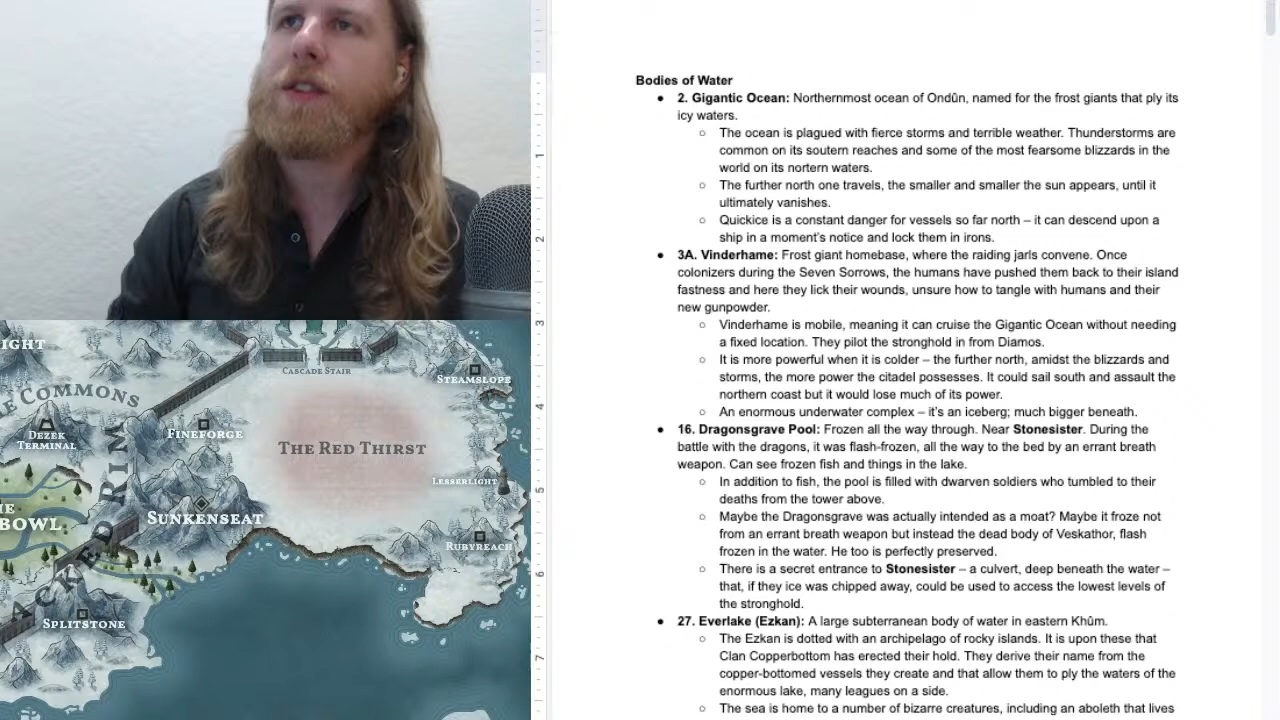 IGHT
E COMMONS
CASCADE STAIR
STEAMSLOPE
DEZEK
TERMINAL
FINEFORGE
THE RED THIRST
LESSERLIGHT
BOWL
SUNKENSEAT
RUBYREACH
SPLITSTONE
1
2
3
4
5
6
7
Bodies of Water
● 2. Gigantic Ocean: Northernmost ocean of Ondûn, named for the frost giants that ply its
icy waters.
○ The ocean is plagued with fierce storms and terrible weather. Thunderstorms are
common on its soutern reaches and some of the most fearsome blizzards in the
world on its nortern waters.
○ The further north one travels, the smaller and smaller the sun appears, until it
ultimately vanishes.
○ Quickice is a constant danger for vessels so far north – it can descend upon a
ship in a moment's notice and lock them in irons.
● 3A. Vinderhame: Frost giant homebase, where the raiding jarls convene. Once
colonizers during the Seven Sorrows, the humans have pushed them back to their island
fastness and here they lick their wounds, unsure how to tangle with humans and their
new gunpowder.
○ Vinderhame is mobile, meaning it can cruise the Gigantic Ocean without needing
a fixed location. They pilot the stronghold in from Diamos.
○ It is more powerful when it is colder – the further north, amidst the blizzards and
storms, the more power the citadel possesses. It could sail south and assault the
northern coast but it would lose much of its power.
○ An enormous underwater complex – it's an iceberg; much bigger beneath.
● 16. Dragonsgrave Pool: Frozen all the way through. Near Stonesister. During the
battle with the dragons, it was flash-frozen, all the way to the bed by an errant breath
weapon. Can see frozen fish and things in the lake.
○ In addition to fish, the pool is filled with dwarven soldiers who tumbled to their
deaths from the tower above.
○ Maybe the Dragonsgrave was actually intended as a moat? Maybe it froze not
from an errant breath weapon but instead the dead body of Veskathor, flash
frozen in the water. He too is perfectly preserved.
○ There is a secret entrance to Stonesister – a culvert, deep beneath the water –
that, if they ice was chipped away, could be used to access the lowest levels of
the stronghold.
● 27. Everlake (Ezkan): A large subterranean body of water in eastern Khûm.
○ The Ezkan is dotted with an archipelago of rocky islands. It is upon these that
Clan Copperbottom has erected their hold. They derive their name from the
copper-bottomed vessels they create and that allow them to ply the waters of the
enormous lake, many leagues on a side.
○ The sea is home to a number of bizarre creatures, including an aboleth that lives